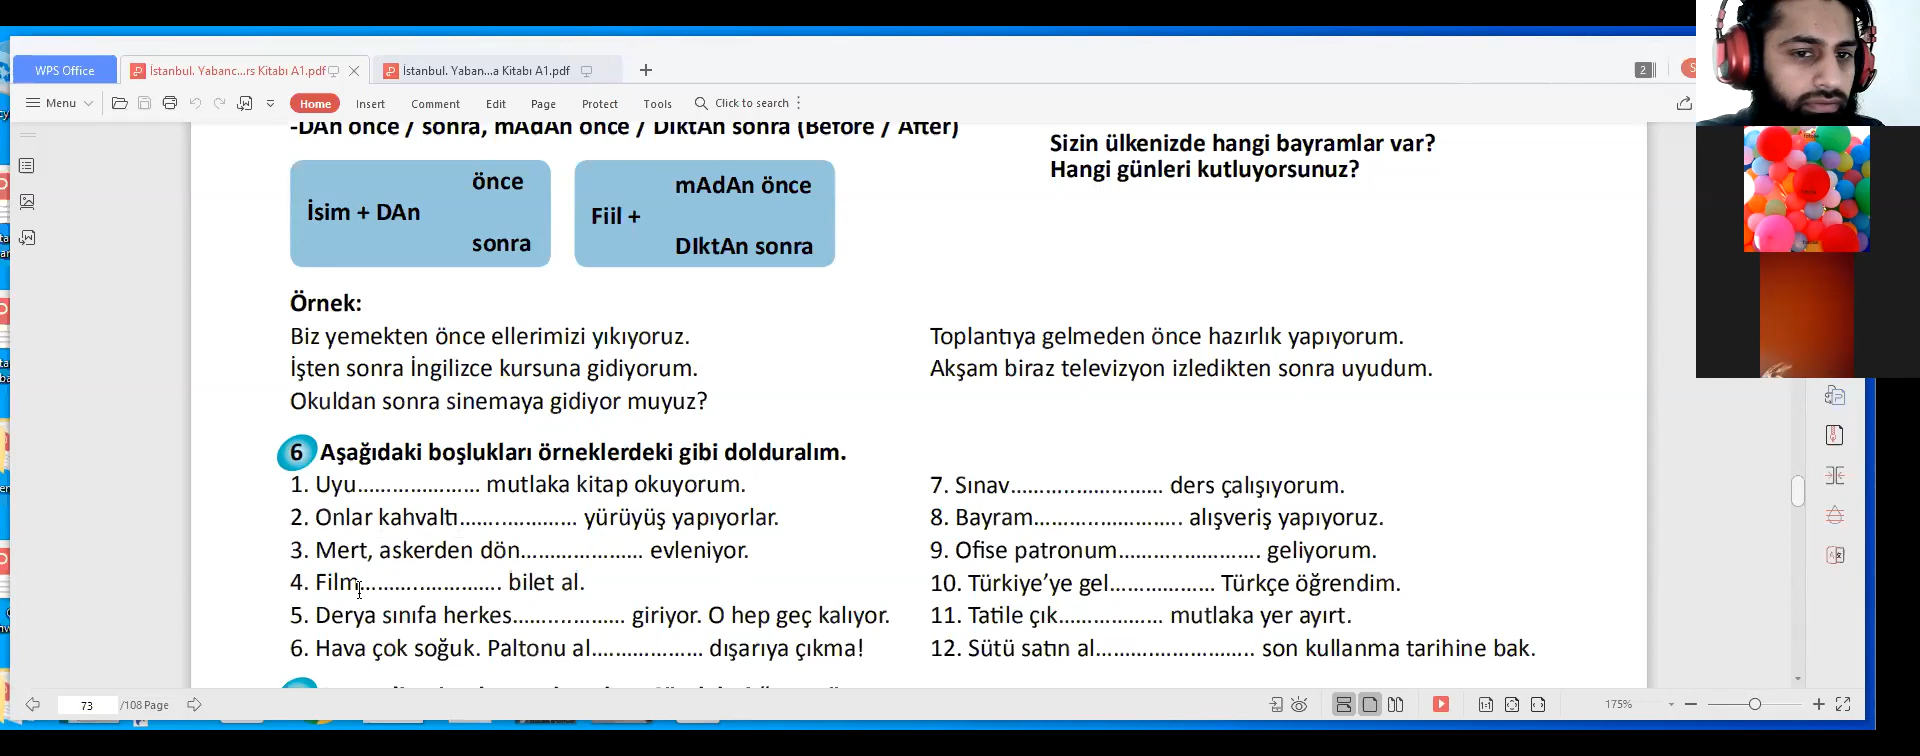 WPS Office
İstanbul. Yabanc...rs Kitabı A1.pdf
İstanbul. Yaban...a Kitabı A1.pdf
2
Menu
Home
Insert
Comment
Edit
Page
Protect
Tools
Click to search
-DAn önce / sonra, mAdAn önce / DIktAn sonra (Before / After)
İsim + DAn
önce
sonra
Fiil +
mAdAn önce
DIktAn sonra
Sizin ülkenizde hangi bayramlar var?
Hangi günleri kutluyorsunuz?
Örnek:
Biz yemekten önce ellerimizi yıkıyoruz.
İşten sonra İngilizce kursuna gidiyorum.
Okuldan sonra sinemaya gidiyor muyuz?
Toplantıya gelmeden önce hazırlık yapıyorum.
Akşam biraz televizyon izledikten sonra uyudum.
6 Aşağıdaki boşlukları örneklerdeki gibi dolduralım.
1. Uyu..................... mutlaka kitap okuyorum.
2. Onlar kahvaltı.................... yürüyüş yapıyorlar.
3. Mert, askerden dön..................... evleniyor.
4. Film........................ bilet al.
5. Derya sınıfa herkes................... giriyor. O hep geç kalıyor.
6. Hava çok soğuk. Paltonu al................... dışarıya çıkma!
7. Sınav.......................... ders çalışıyorum.
8. Bayram......................... alışveriş yapıyoruz.
9. Ofise patronum........................ geliyorum.
10. Türkiye’ye gel.................. Türkçe öğrendim.
11. Tatile çık.................. mutlaka yer ayırt.
12. Sütü satın al........................... son kullanma tarihine bak.
73
/108 Page
175%